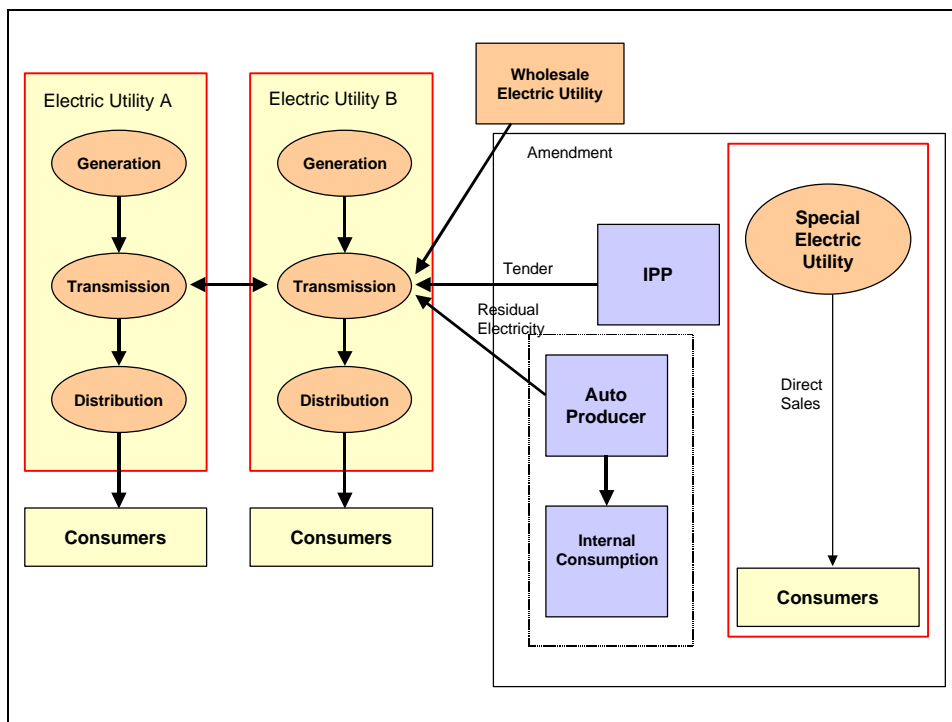 Electric Utility A
Generation
Transmission
Distribution
Consumers
Electric Utility B
Generation
Transmission
Distribution
Consumers
Wholesale
Electric Utility
Amendment
Tender
IPP
Residual
Electricity
Auto
Producer
Internal
Consumption
Special
Electric
Utility
Direct
Sales
Consumers